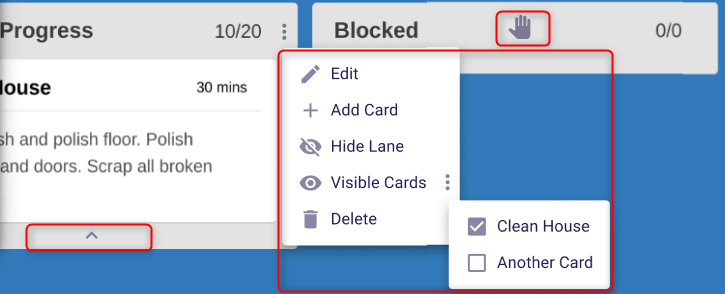 Progress 10/20
Blocked 0/0
House 30 mins
sh and polish floor. Polish
and doors. Scrap all broken
Edit
Add Card
Hide Lane
Visible Cards
Delete
Clean House
Another Card